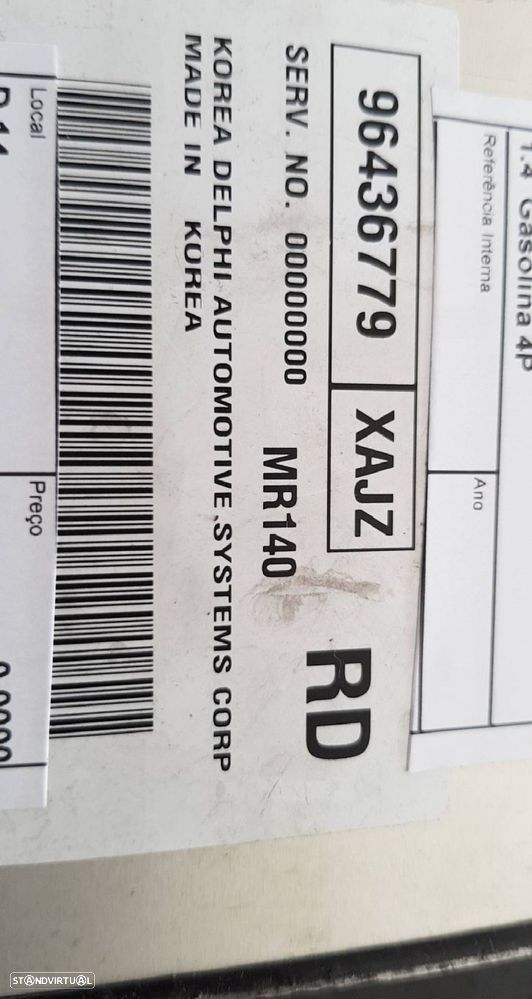 1.4 Gasolina 4P
Referência Interna
Ano
96436779 XAJZ RD
SERV. NO. 00000000 MR140
KOREA DELPHI AUTOMOTIVE SYSTEMS CORP
MADE IN KOREA
Local
Preço
STANDVIRTUAL